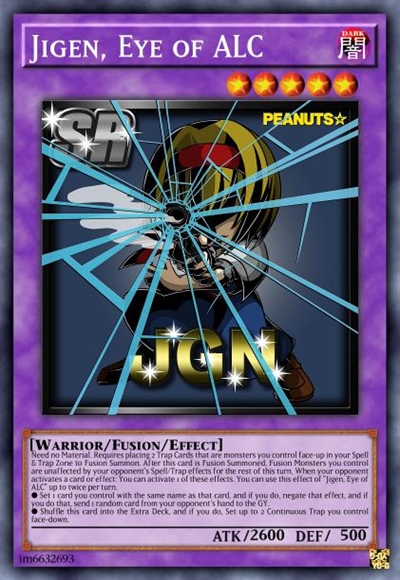 JIGEN, EYE OF ALC
DARK
闇
SR
PEANUTS☆
JGN
[WARRIOR/FUSION/EFFECT]
Need no Material. Requires placing 2 Trap Cards that are monsters you control face-up in your Spell
& Trap Zone to Fusion Summon. After this card is Fusion Summoned, Fusion Monsters you control
are unaffected by your opponent's Spell/Trap effects for the rest of this turn. When your opponent
activates a card or effect: You can activate 1 of these effects. You can use this effect of "Jigen, Eye of
ALC" up to twice per turn.
● Set 1 card you control with the same name as that card, and if you do, negate that effect, and if
you do that, send 1 random card from your opponent's hand to the GY.
● Shuffle this card into the Extra Deck, and if you do, Set up to 2 Continuous Trap you control
face-down.
ATK/2600 DEF/ 500
im6632693